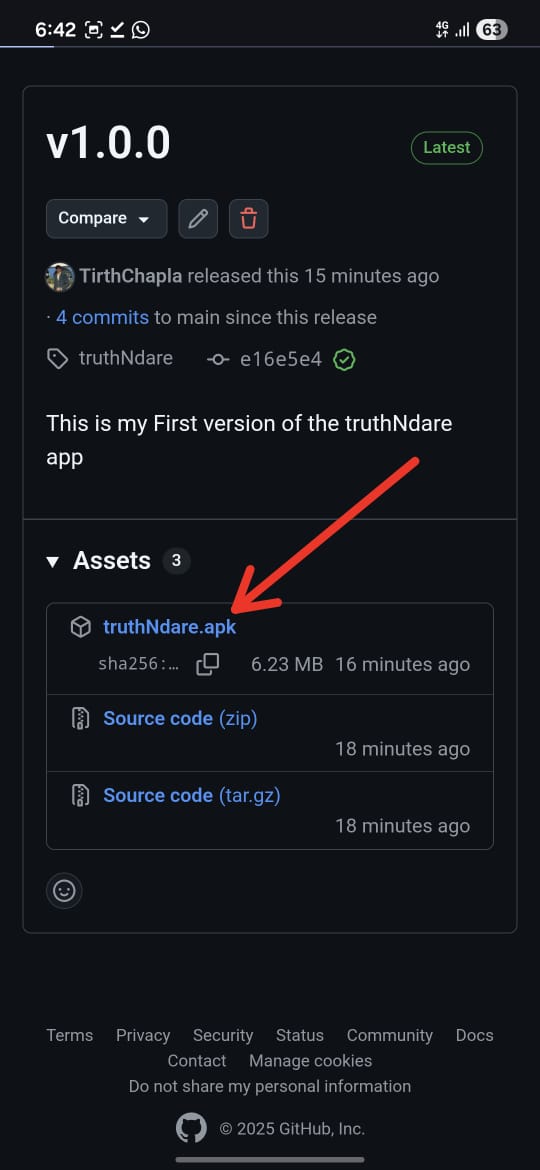 6:42
4G
63
v1.0.0
Latest
Compare
TirthChapla released this 15 minutes ago
· 4 commits to main since this release
truthNdare e16e5e4
This is my First version of the truthNdare
app
Assets 3
truthNdare.apk
sha256:… 6.23 MB 16 minutes ago
Source code (zip)
18 minutes ago
Source code (tar.gz)
18 minutes ago
Terms Privacy Security Status Community Docs
Contact Manage cookies
Do not share my personal information
© 2025 GitHub, Inc.